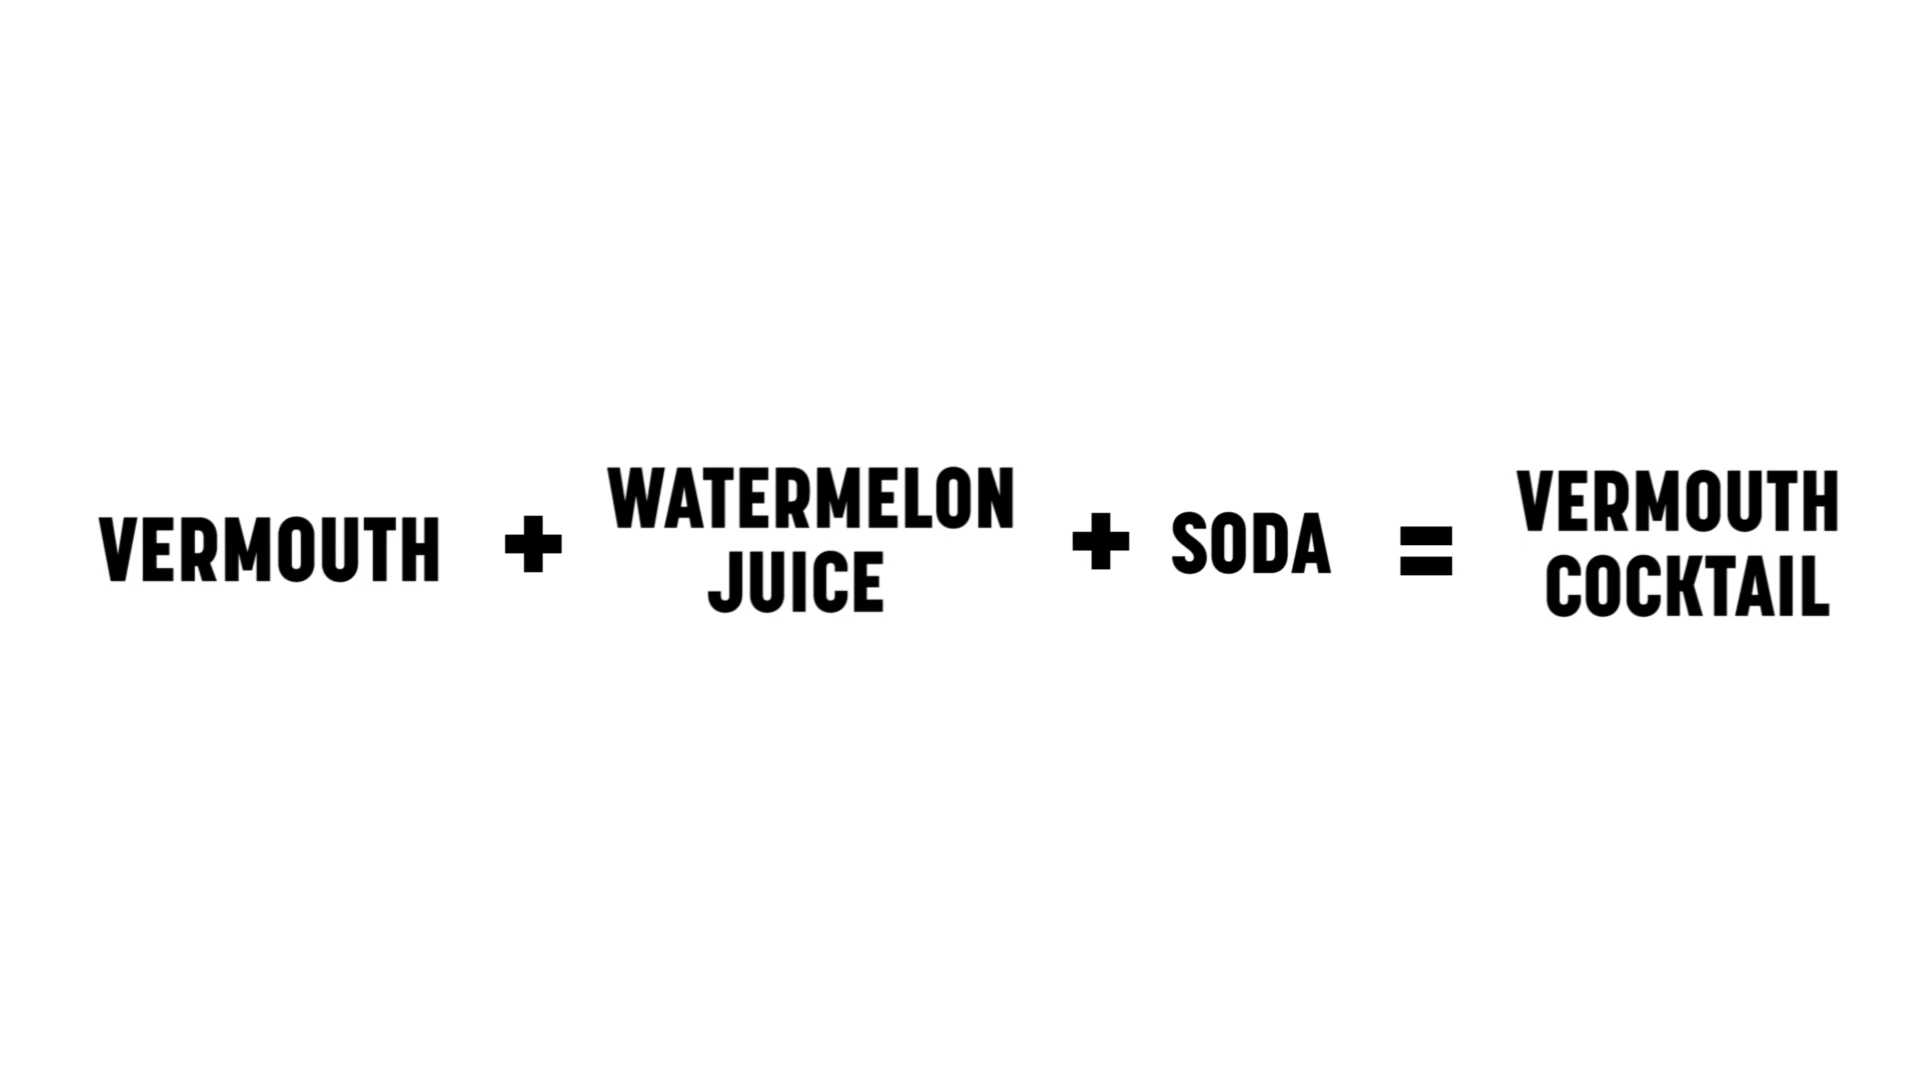 VERMOUTH + WATERMELON JUICE + SODA = VERMOUTH COCKTAIL